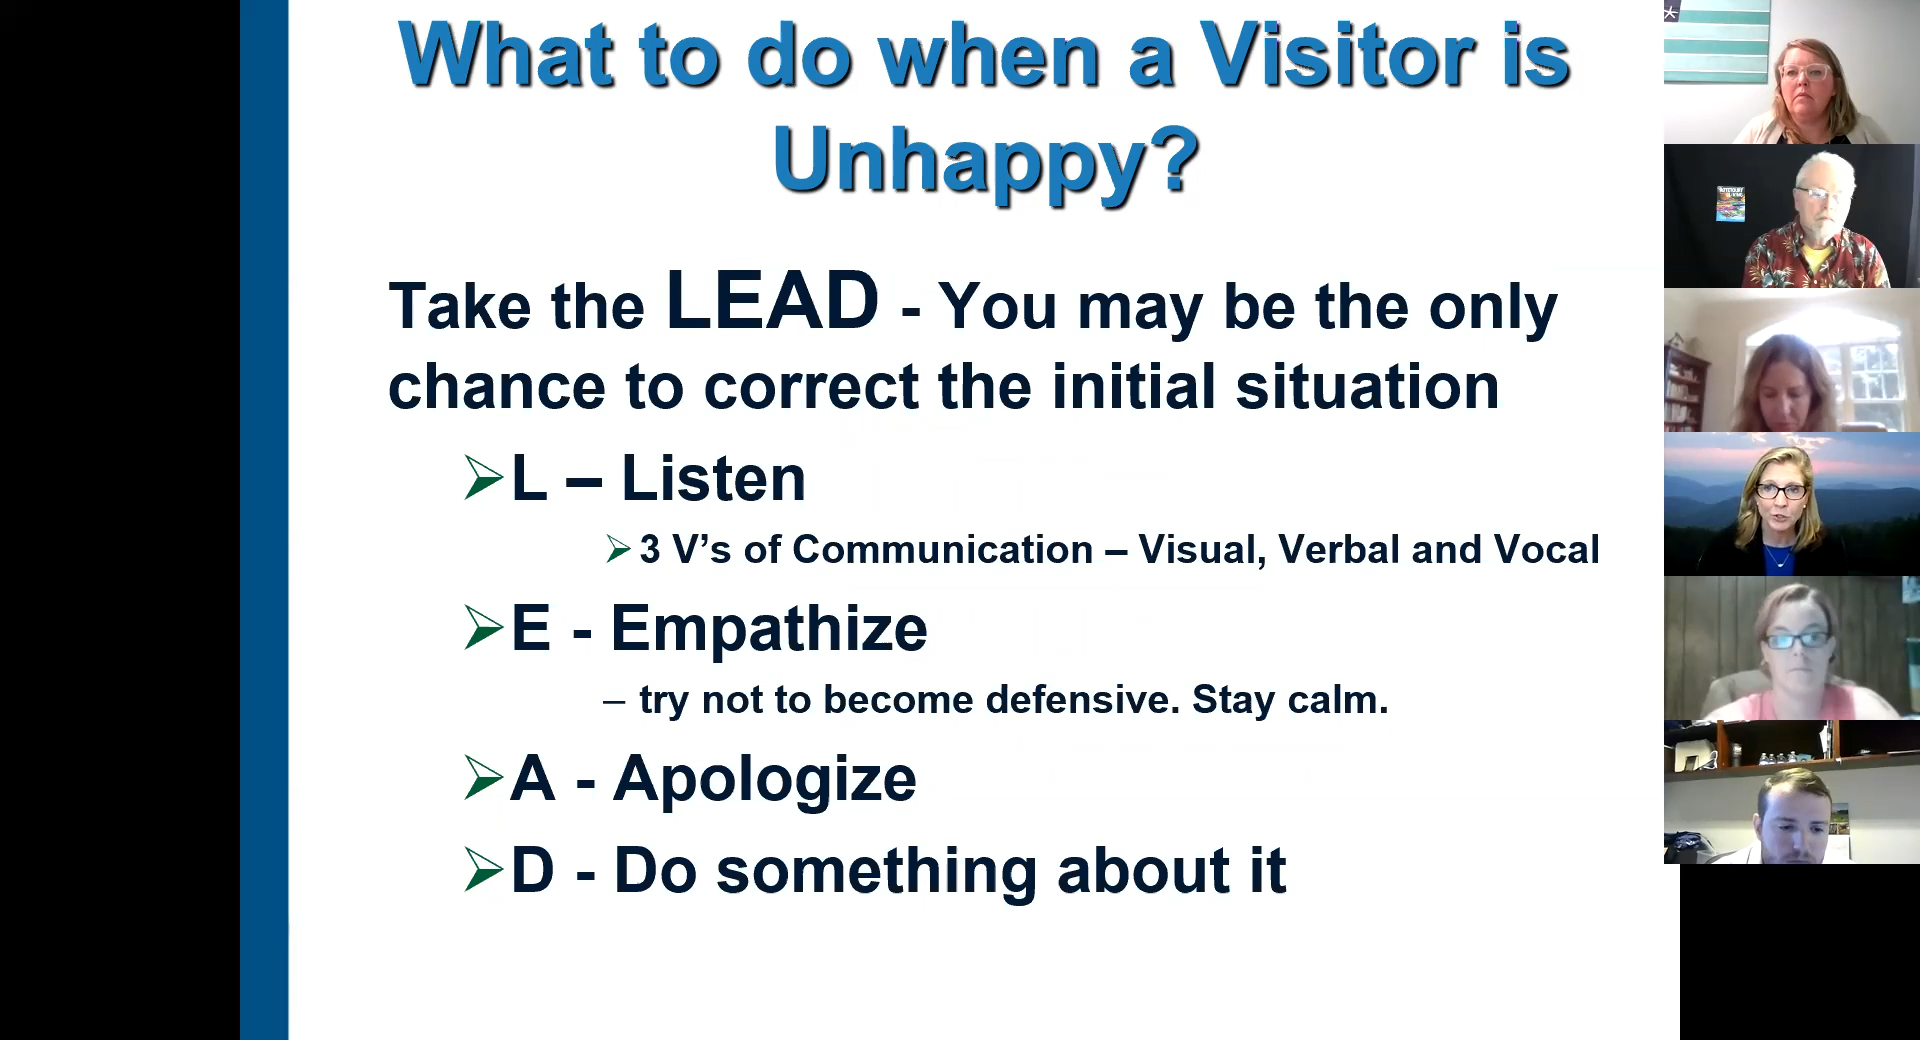 What to do when a Visitor is
Unhappy?
Take the LEAD - You may be the only
chance to correct the initial situation
L – Listen
3 V’s of Communication – Visual, Verbal and Vocal
E - Empathize
– try not to become defensive. Stay calm.
A - Apologize
D - Do something about it